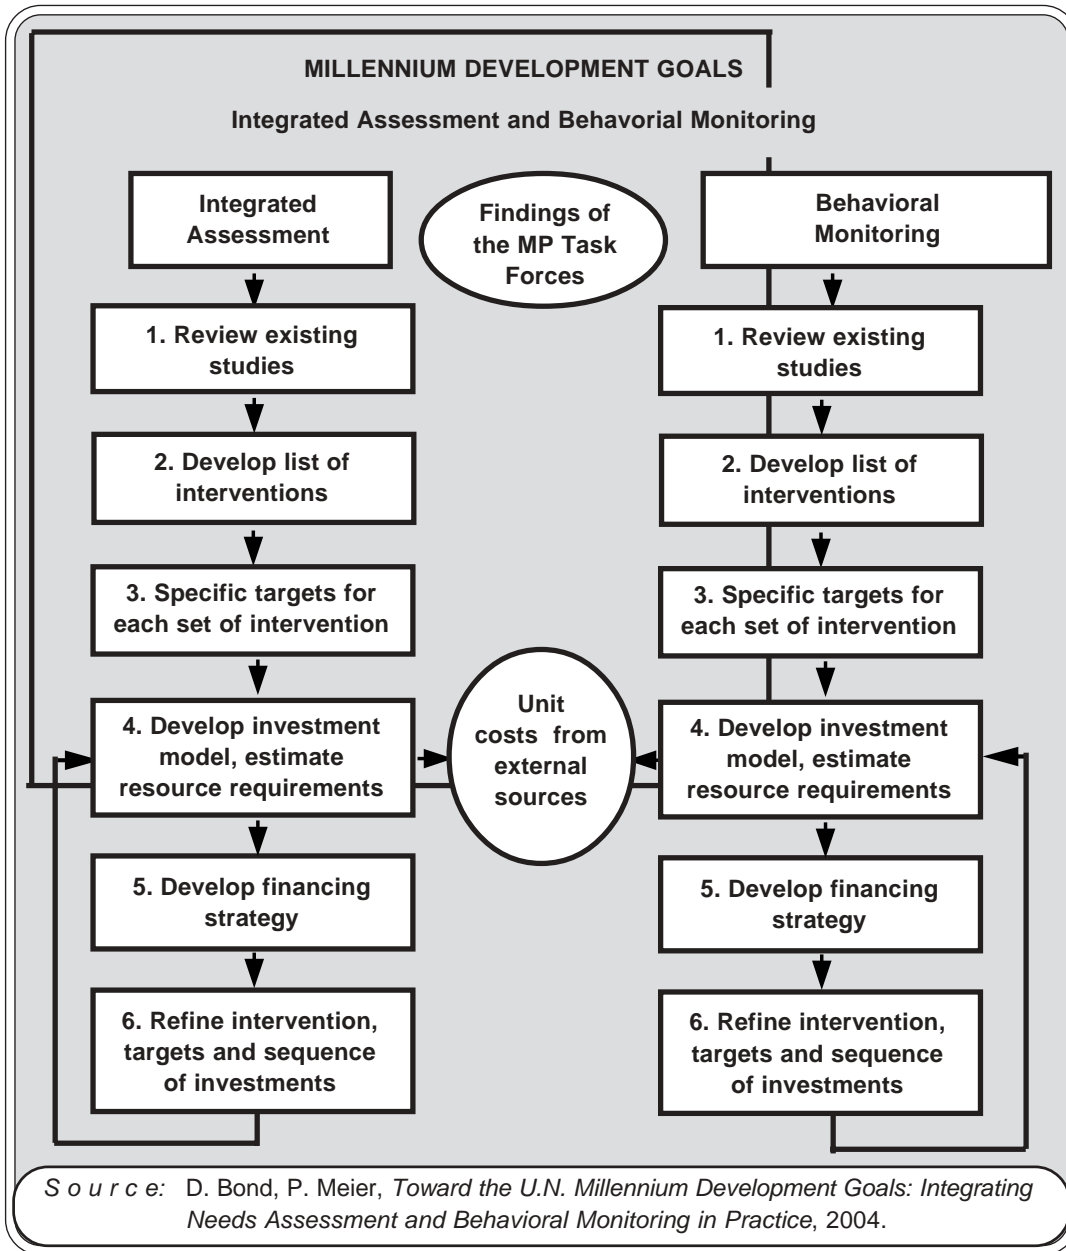 MILLENNIUM DEVELOPMENT GOALS
Integrated Assessment and Behavorial Monitoring
Integrated
Assessment
Findings of
the MP Task
Forces
Behavioral
Monitoring
1. Review existing
studies
2. Develop list of
interventions
3. Specific targets for
each set of intervention
4. Develop investment
model, estimate
resource requirements
5. Develop financing
strategy
6. Refine intervention,
targets and sequence
of investments
Unit
costs from
external
sources
1. Review existing
studies
2. Develop list of
interventions
3. Specific targets for
each set of intervention
4. Develop investment
model, estimate
resource requirements
5. Develop financing
strategy
6. Refine intervention,
targets and sequence
of investments
Source: D. Bond, P. Meier, Toward the U.N. Millennium Development Goals: Integrating
Needs Assessment and Behavioral Monitoring in Practice, 2004.